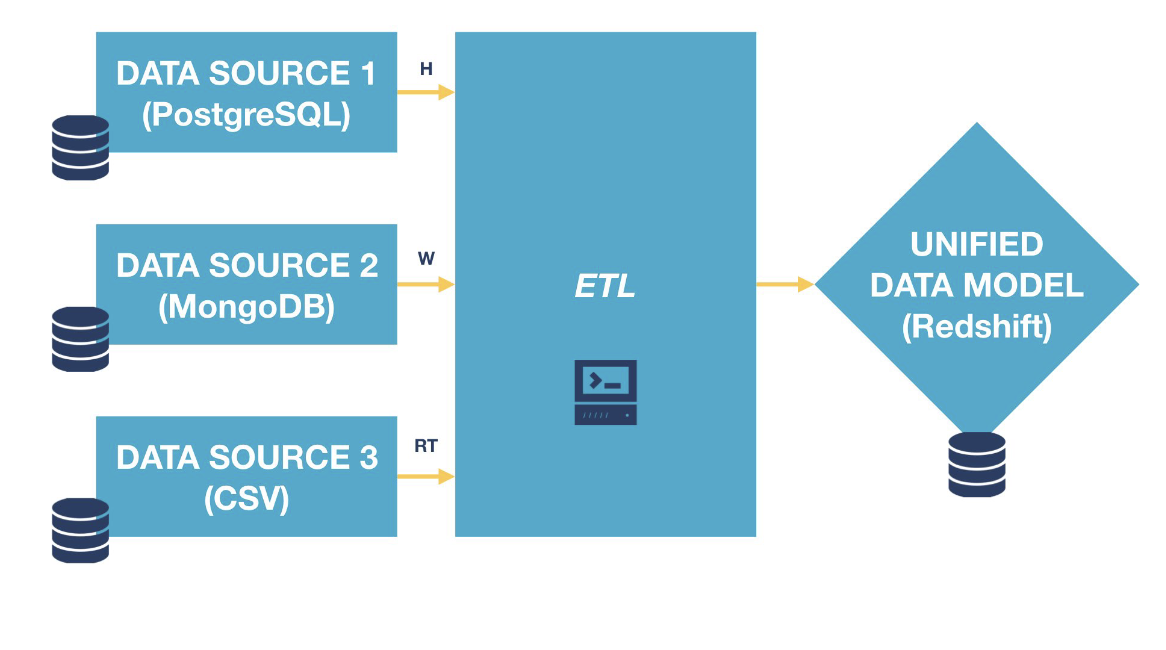 DATA SOURCE 1
(PostgreSQL)
H
DATA SOURCE 2
(MongoDB)
W
DATA SOURCE 3
(CSV)
RT
ETL
UNIFIED
DATA MODEL
(Redshift)